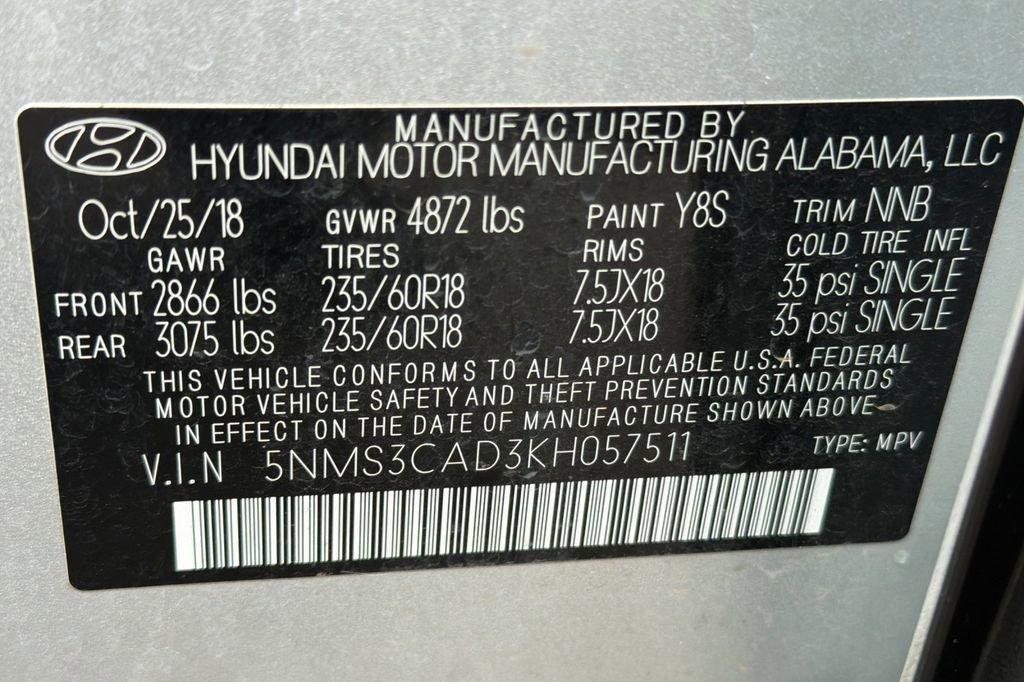 MANUFACTURED BY
HYUNDAI MOTOR MANUFACTURING ALABAMA, LLC
Oct/25/18 GVWR 4872 lbs PAINT Y8S TRIM NNB
GAWR TIRES RIMS COLD TIRE INFL
FRONT 2866 lbs 235/60R18 7.5JX18 35 psi SINGLE
REAR 3075 lbs 235/60R18 7.5JX18 35 psi SINGLE
THIS VEHICLE CONFORMS TO ALL APPLICABLE U.S.A. FEDERAL
MOTOR VEHICLE SAFETY AND THEFT PREVENTION STANDARDS
IN EFFECT ON THE DATE OF MANUFACTURE SHOWN ABOVE
V.I.N 5NMS3CAD3KH057511 TYPE: MPV